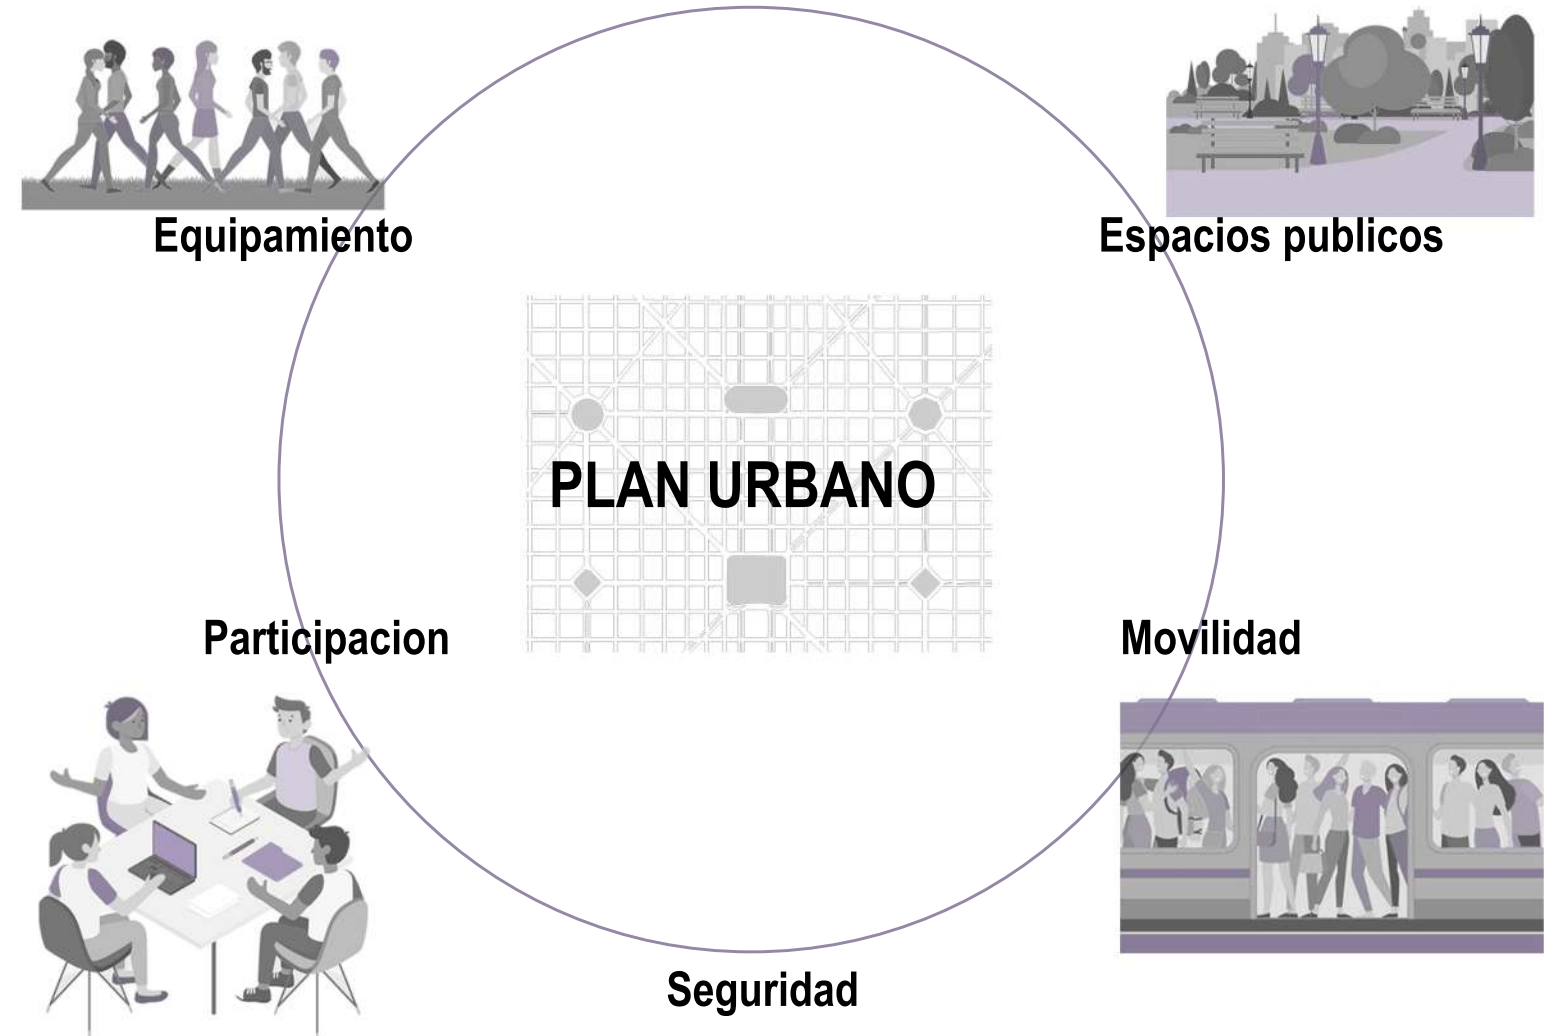 Equipamiento
Espacios publicos
PLAN URBANO
Participacion
Movilidad
Seguridad